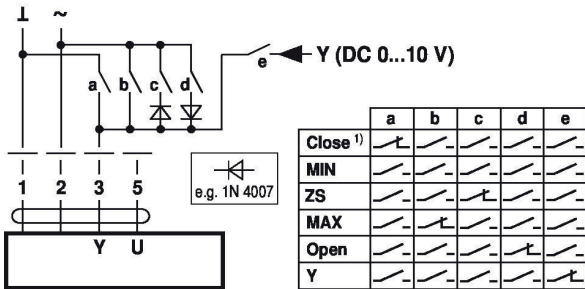 ⊥ ~
a b c d e Y (DC 0...10 V)
1 2 3 5
e.g. 1N 4007
Y U
a b c d e
Close 1)
MIN
ZS
MAX
Open
Y